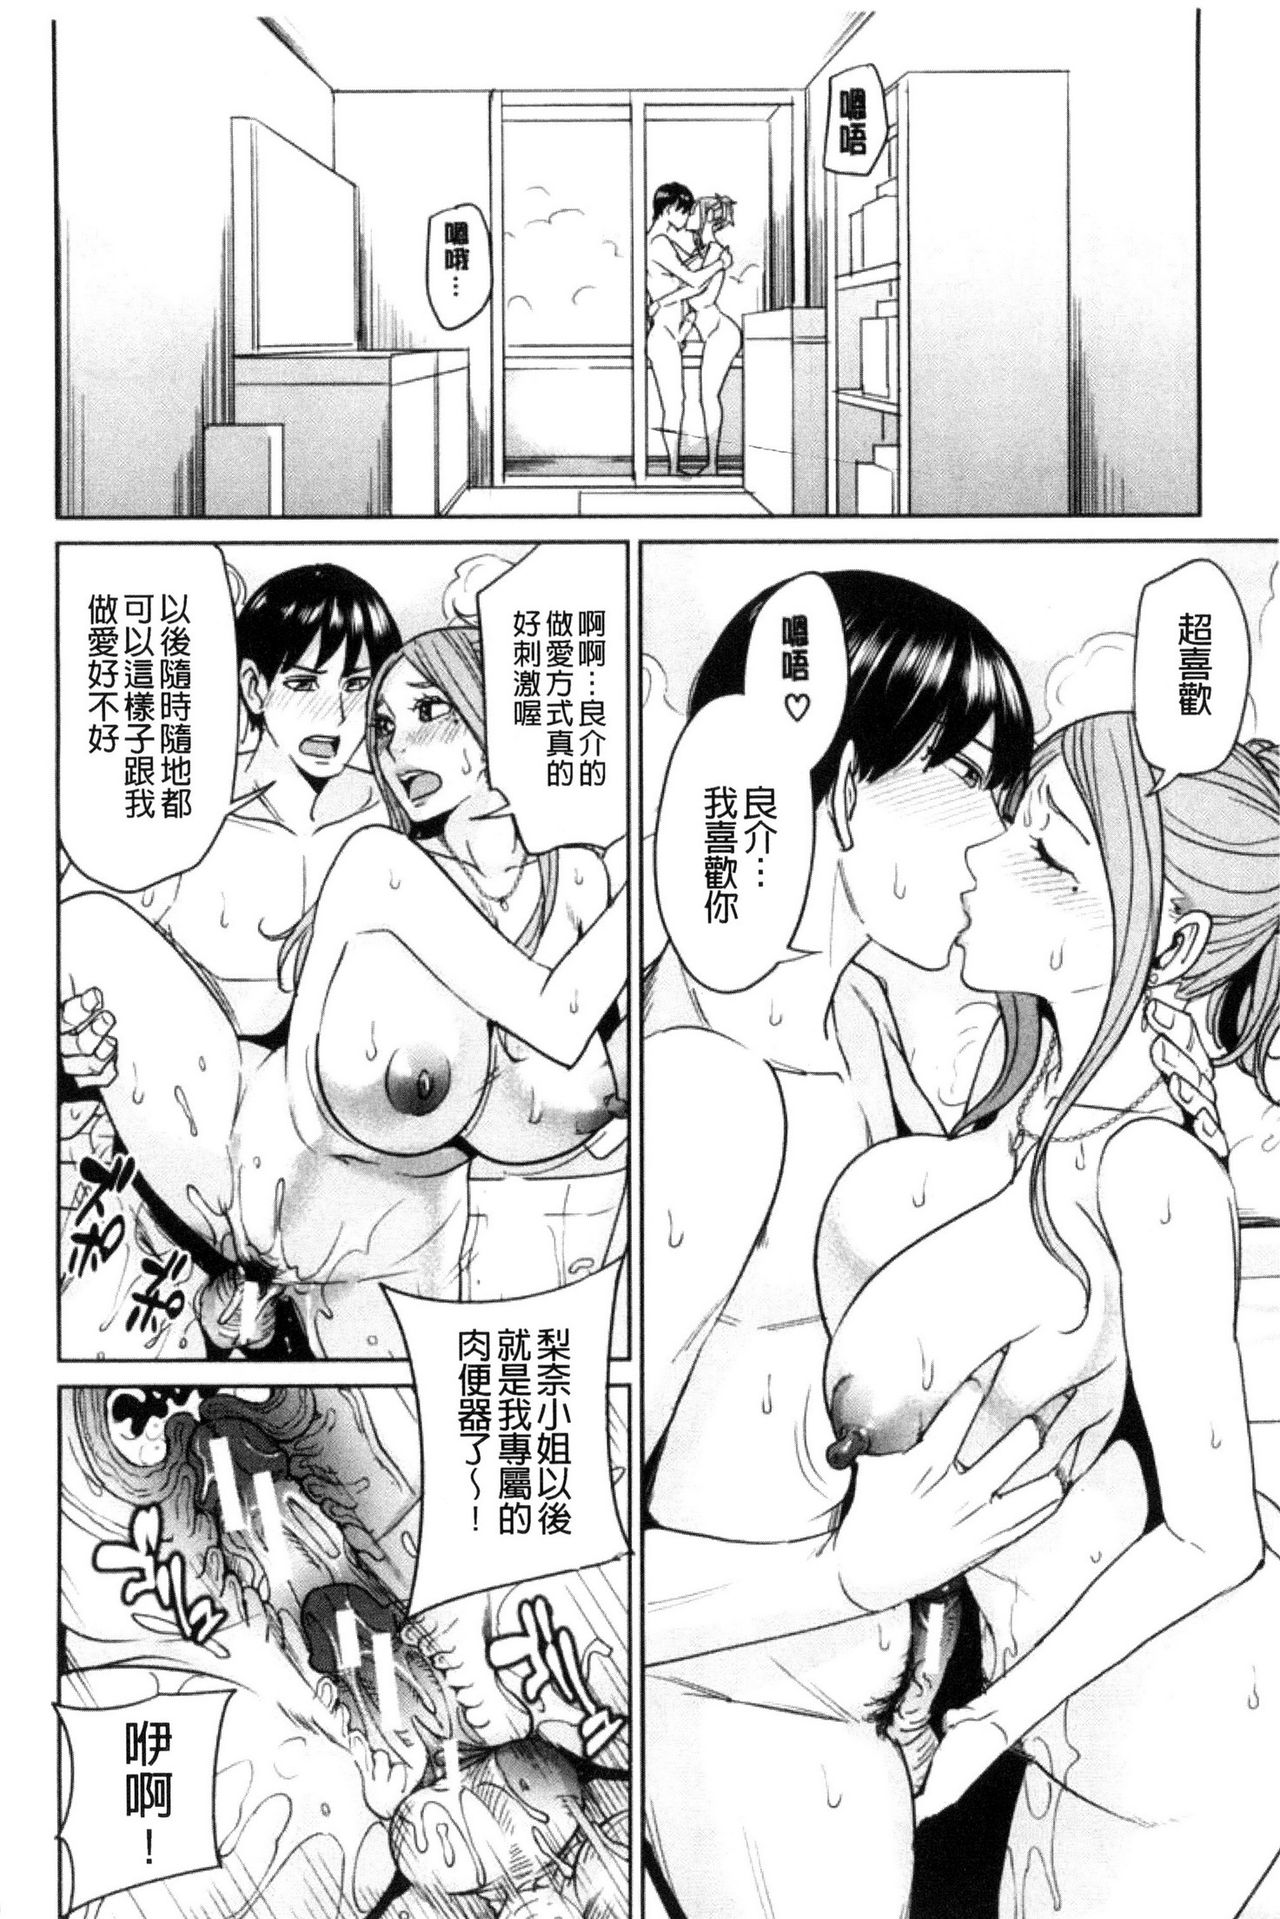 嗯唔
嗯哦…
超喜歡
嗯唔♡
良介…
我喜歡你
啊啊…良介的
做愛方式真的
好刺激喔
以後隨時隨地都
可以這樣子跟我
做愛好不好
梨奈小姐以後
就是我專屬的
肉便器了～!
咿啊!